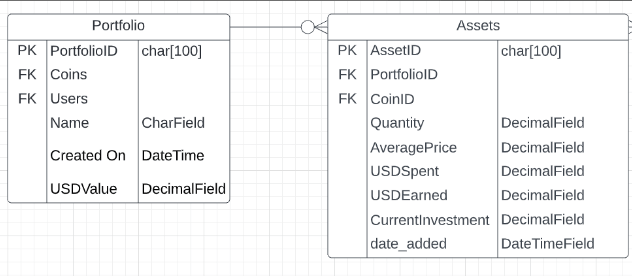 Portfolio
PK PortfolioID char[100]
FK Coins
FK Users
Name CharField
Created On DateTime
USDValue DecimalField
Assets
PK AssetID char[100]
FK PortfolioID
FK CoinID
Quantity DecimalField
AveragePrice DecimalField
USDSpent DecimalField
USDEarned DecimalField
CurrentInvestment DecimalField
date_added DateTimeField